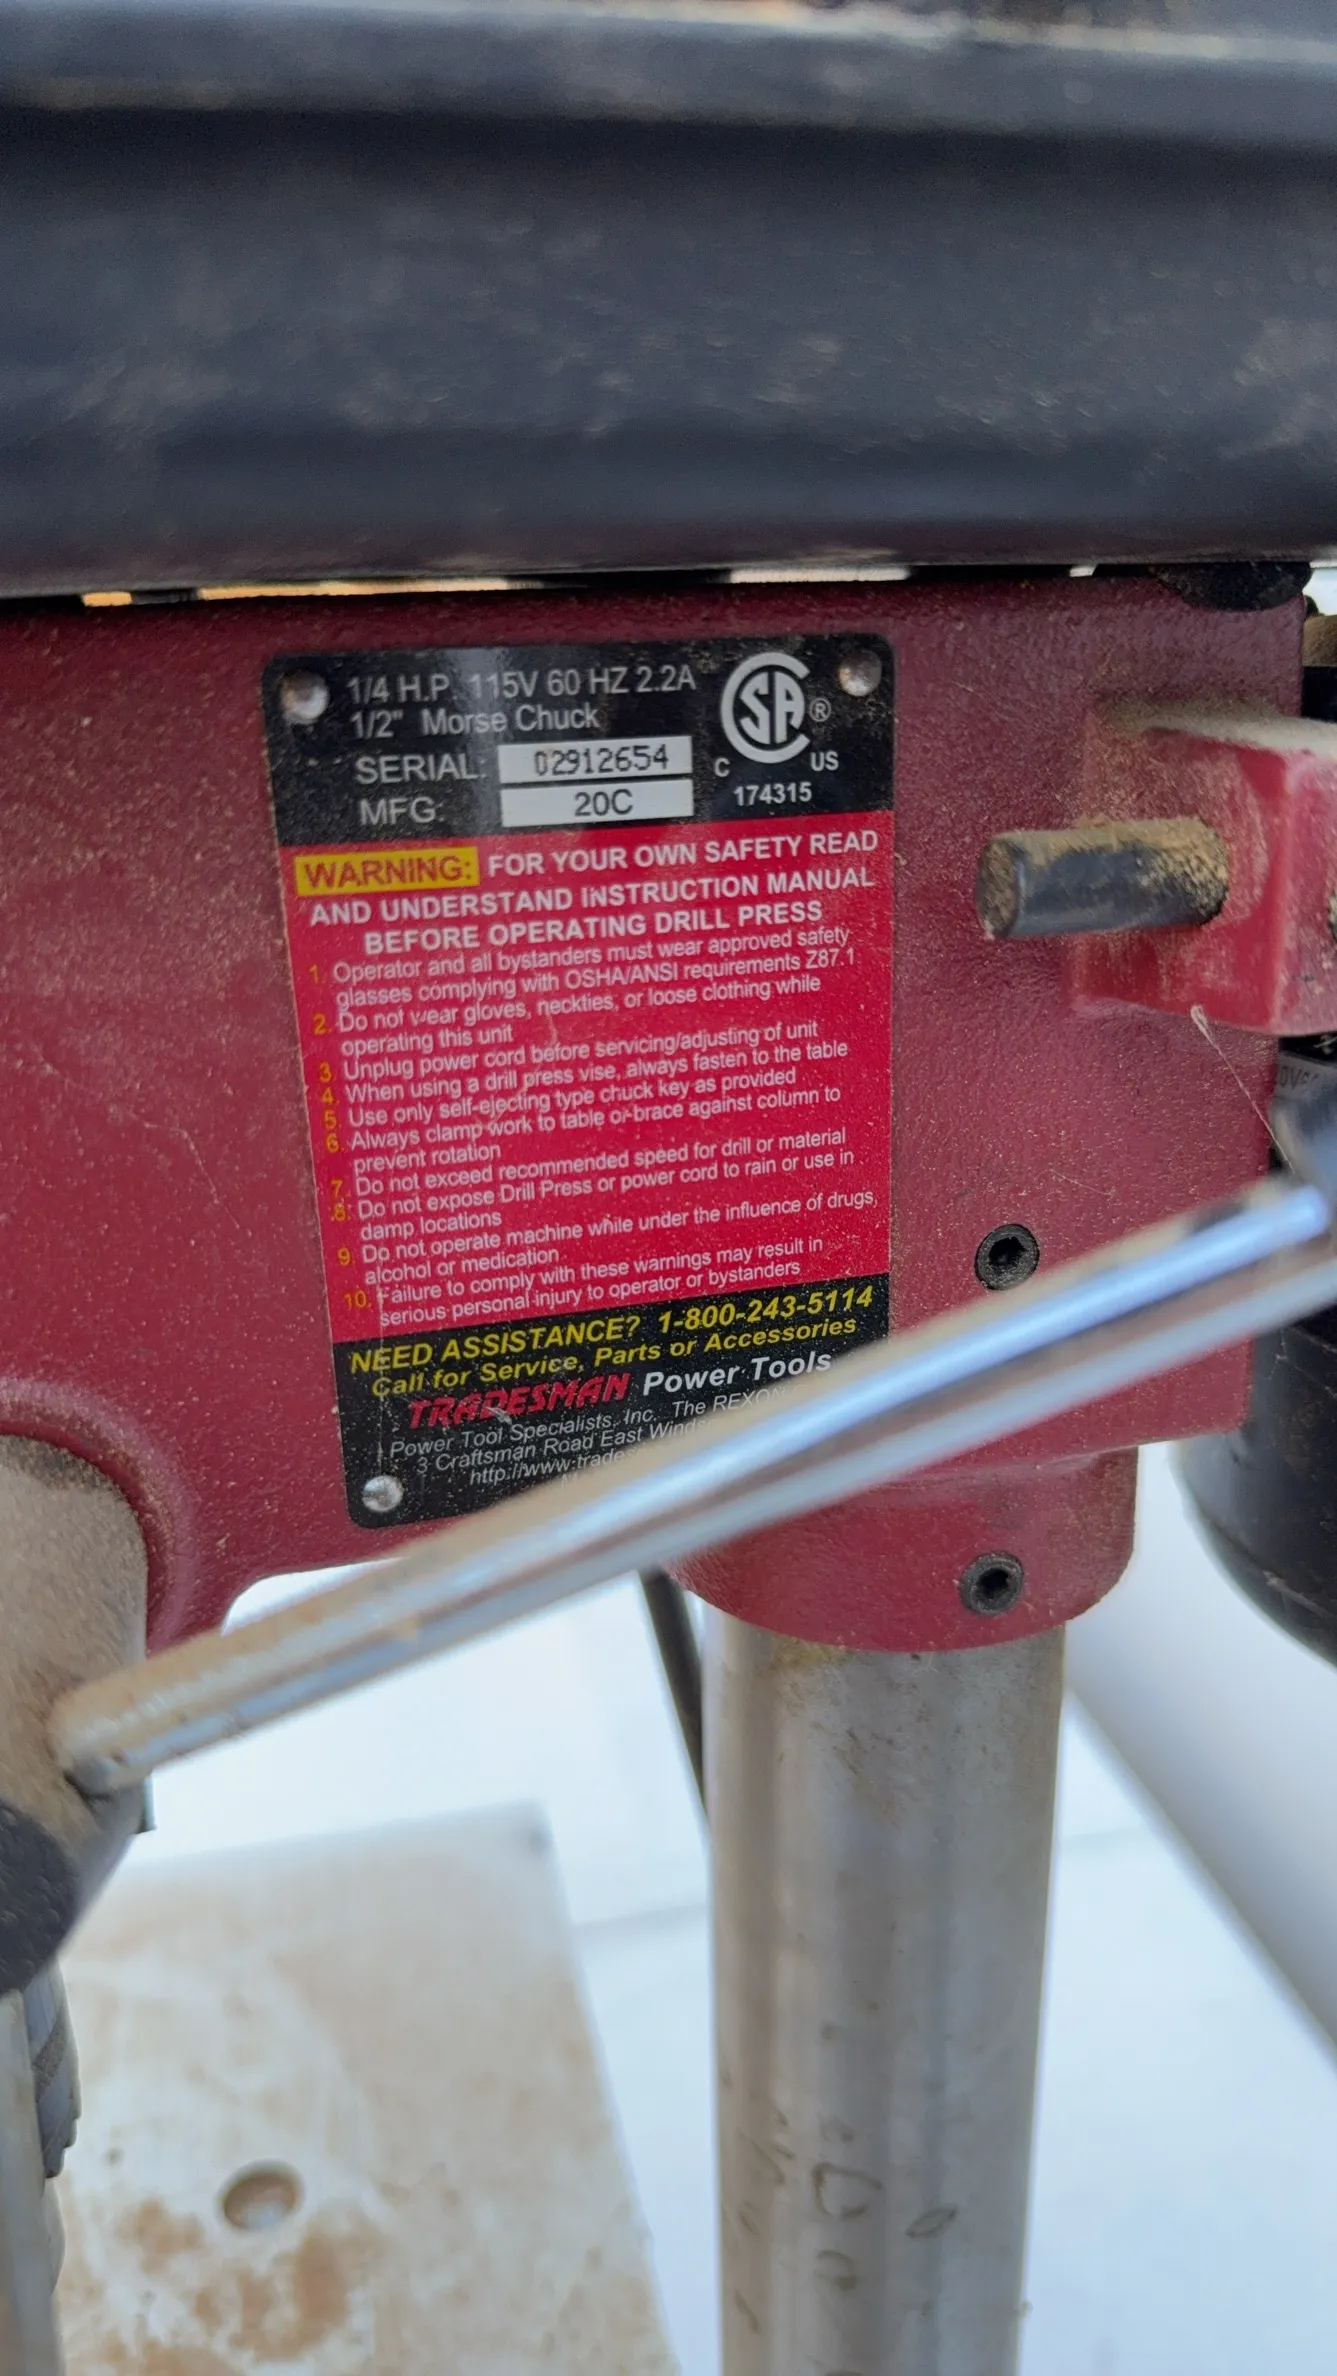 1/4 H.P. 115V 60 HZ 2.2A
1/2" Morse Chuck
SERIAL: 02912654
MFG: 20C
CSA®
C US
174315
WARNING: FOR YOUR OWN SAFETY READ
AND UNDERSTAND INSTRUCTION MANUAL
BEFORE OPERATING DRILL PRESS
1. Operator and all bystanders must wear approved safety
glasses complying with OSHA/ANSI requirements Z87.1
2. Do not wear gloves, neckties, or loose clothing while
operating this unit
3. Unplug power cord before servicing/adjusting of unit
4. When using a drill press vise, always fasten to the table
5. Use only self-ejecting type chuck key as provided
6. Always clamp work to table or brace against column to
prevent rotation
7. Do not exceed recommended speed for drill or material
8. Do not expose Drill Press or power cord to rain or use in
damp locations
9. Do not operate machine while under the influence of drugs,
alcohol or medication
10. Failure to comply with these warnings may result in
serious personal injury to operator or bystanders
NEED ASSISTANCE? 1-800-243-5114
Call for Service, Parts or Accessories
TRADESMAN Power Tools
Power Tool Specialists, Inc. The REXON
3 Craftsman Road East
http://www.